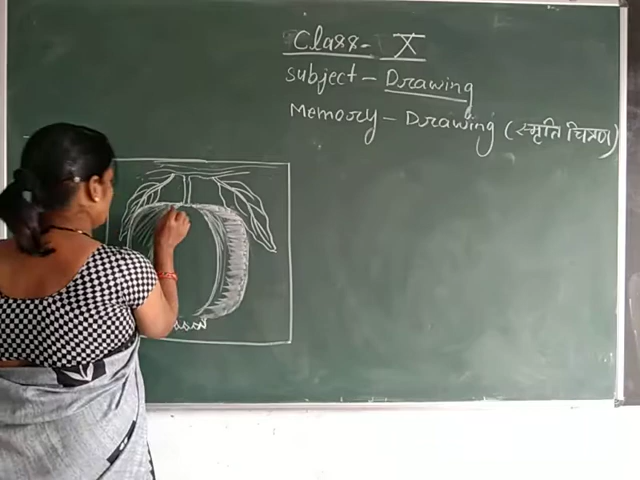 Class- X
Subject- Drawing
Memory- Drawing (स्मृति चित्रण)